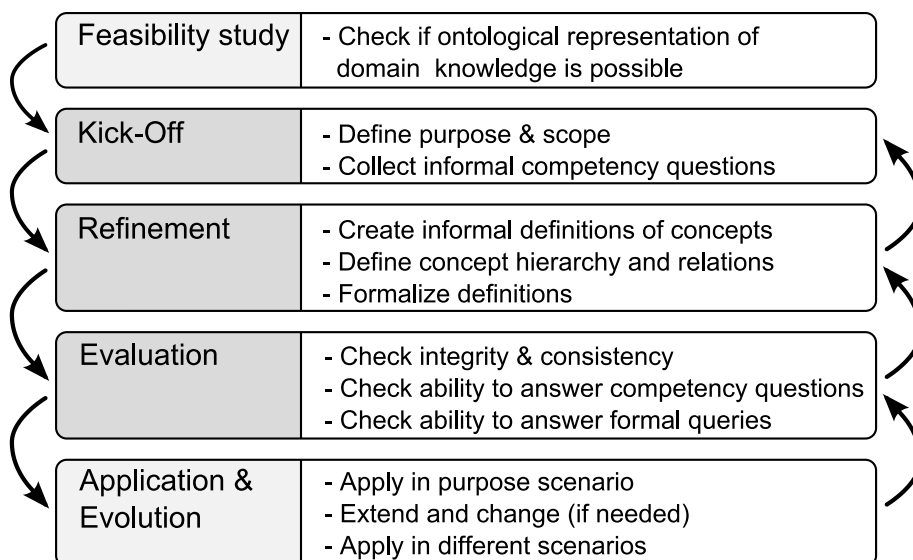 Feasibility study
- Check if ontological representation of
domain knowledge is possible
Kick-Off
- Define purpose & scope
- Collect informal competency questions
Refinement
- Create informal definitions of concepts
- Define concept hierarchy and relations
- Formalize definitions
Evaluation
- Check integrity & consistency
- Check ability to answer competency questions
- Check ability to answer formal queries
Application &
Evolution
- Apply in purpose scenario
- Extend and change (if needed)
- Apply in different scenarios